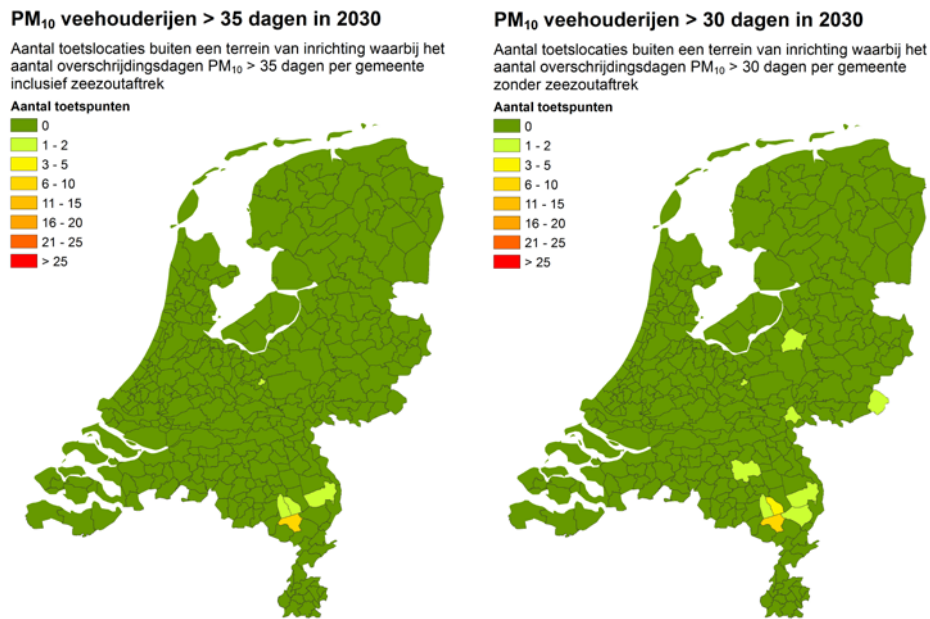 PM₁₀ veehouderijen > 35 dagen in 2030
Aantal toetslocaties buiten een terrein van inrichting waarbij het
aantal overschrijdingsdagen PM₁₀ > 35 dagen per gemeente
inclusief zeezoutaftrek
Aantal toetspunten
0
1 - 2
3 - 5
6 - 10
11 - 15
16 - 20
21 - 25
> 25
PM₁₀ veehouderijen > 30 dagen in 2030
Aantal toetslocaties buiten een terrein van inrichting waarbij het
aantal overschrijdingsdagen PM₁₀ > 30 dagen per gemeente
zonder zeezoutaftrek
Aantal toetspunten
0
1 - 2
3 - 5
6 - 10
11 - 15
16 - 20
21 - 25
> 25